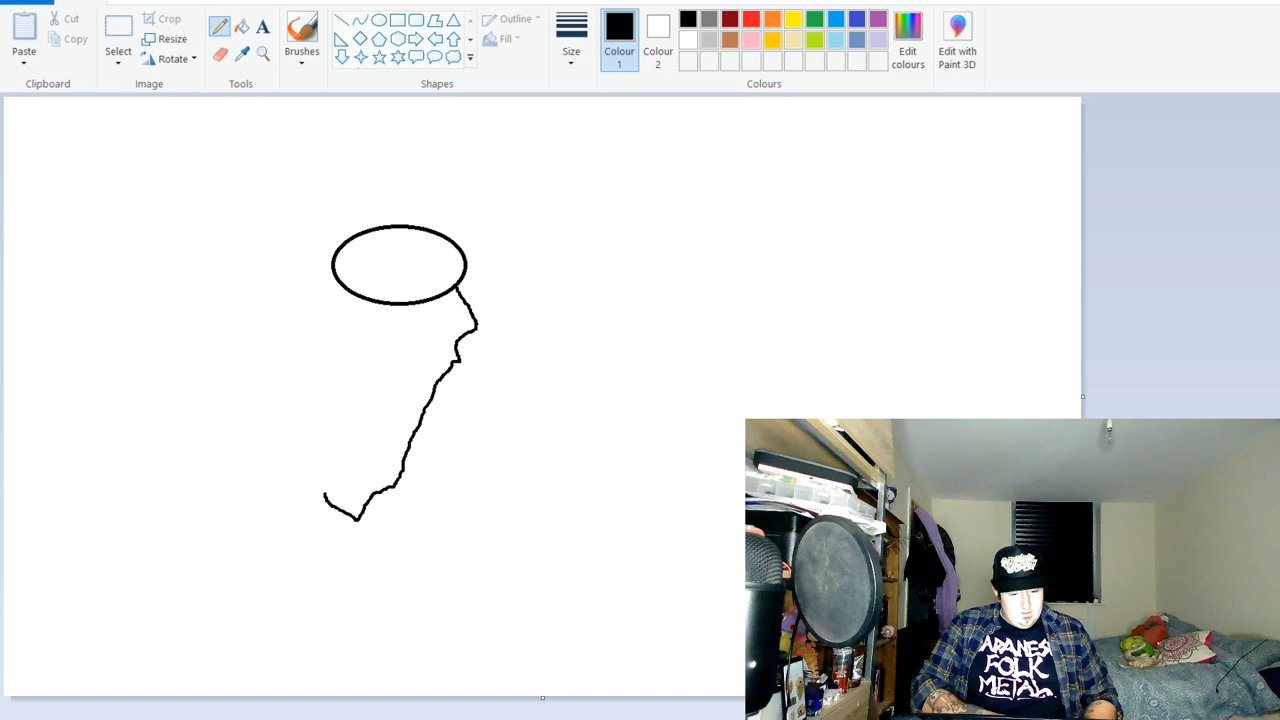 Cut
Copy
Paste
Clipboard
Crop
Resize
Rotate
Select
Image
A
Tools
Brushes
Shapes
Outline
Fill
Size
Colour
1
Colour
2
Edit
colours
Edit with
Paint 3D
Colours
JAPANESE
FOLK
METAL